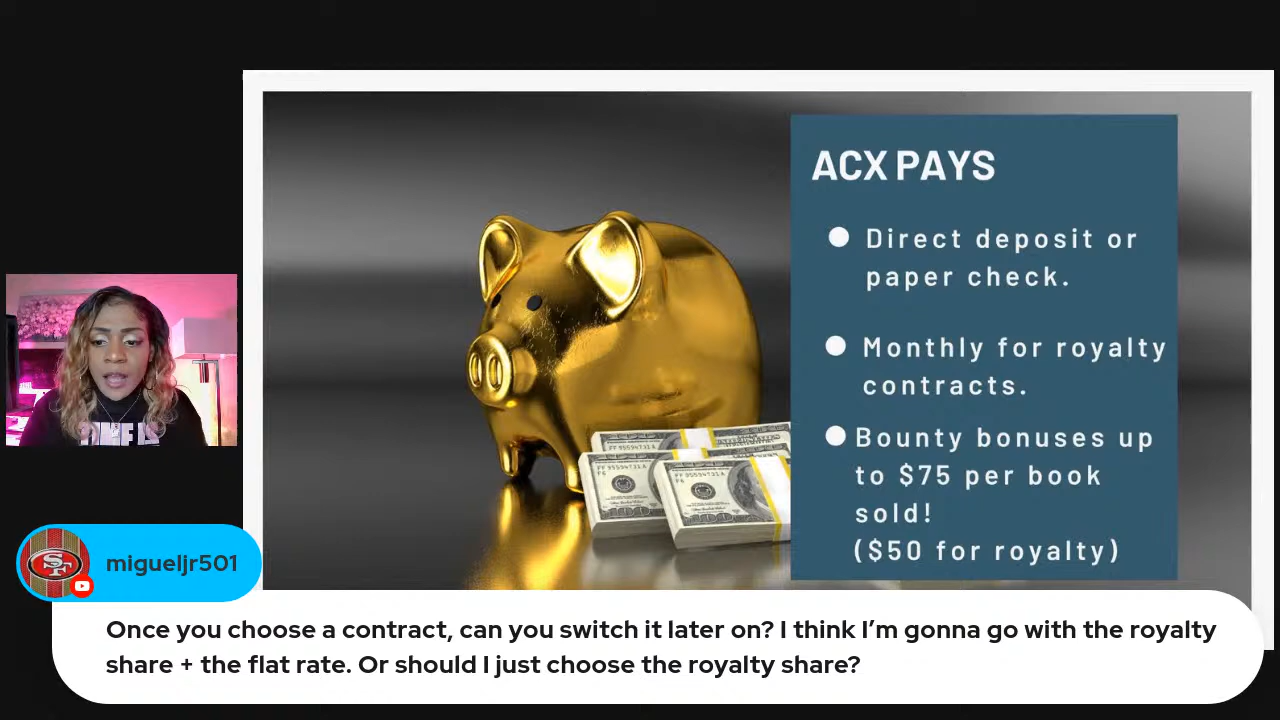 ACX PAYS
Direct deposit or
paper check.
Monthly for royalty
contracts.
Bounty bonuses up
to $75 per book
sold!
($50 for royalty)
migueljr501
Once you choose a contract, can you switch it later on? I think I’m gonna go with the royalty
share + the flat rate. Or should I just choose the royalty share?